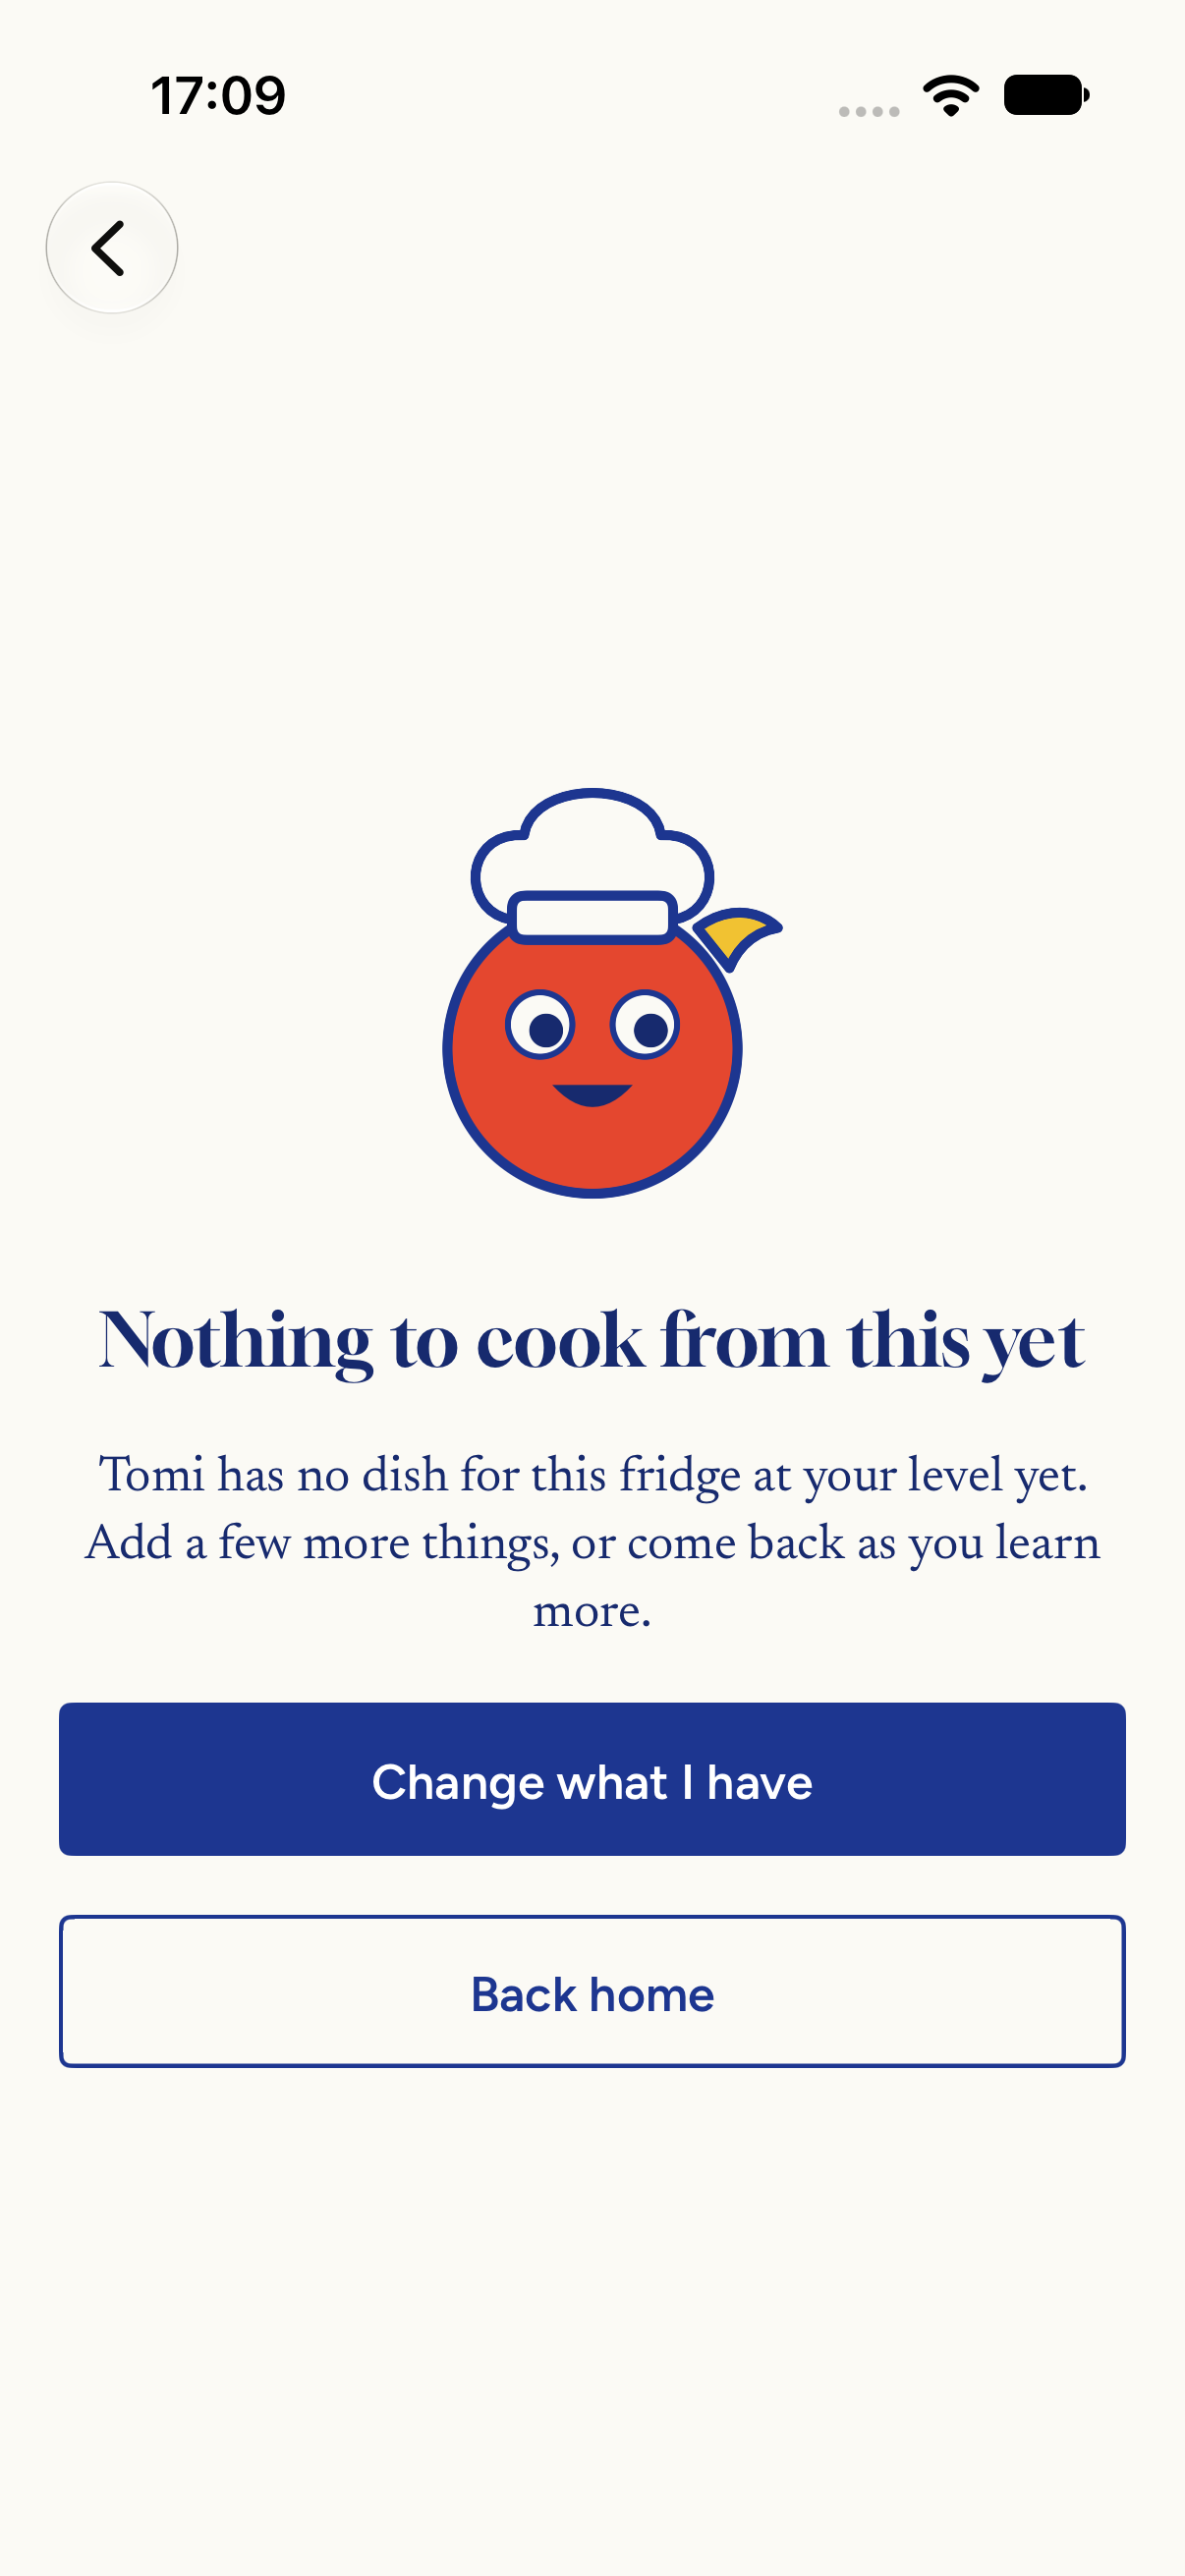 17:09
Nothing to cook from this yet
Tomi has no dish for this fridge at your level yet.
Add a few more things, or come back as you learn
more.
Change what I have
Back home